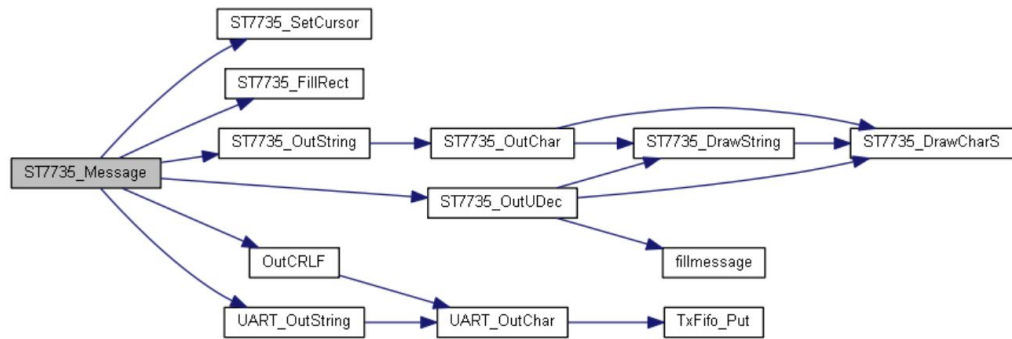 ST7735_SetCursor
ST7735_FillRect
ST7735_OutString
ST7735_OutChar
ST7735_DrawString
ST7735_DrawCharS
ST7735_Message
ST7735_OutUDec
OutCRLF
fillmessage
UART_OutString
UART_OutChar
TxFifo_Put